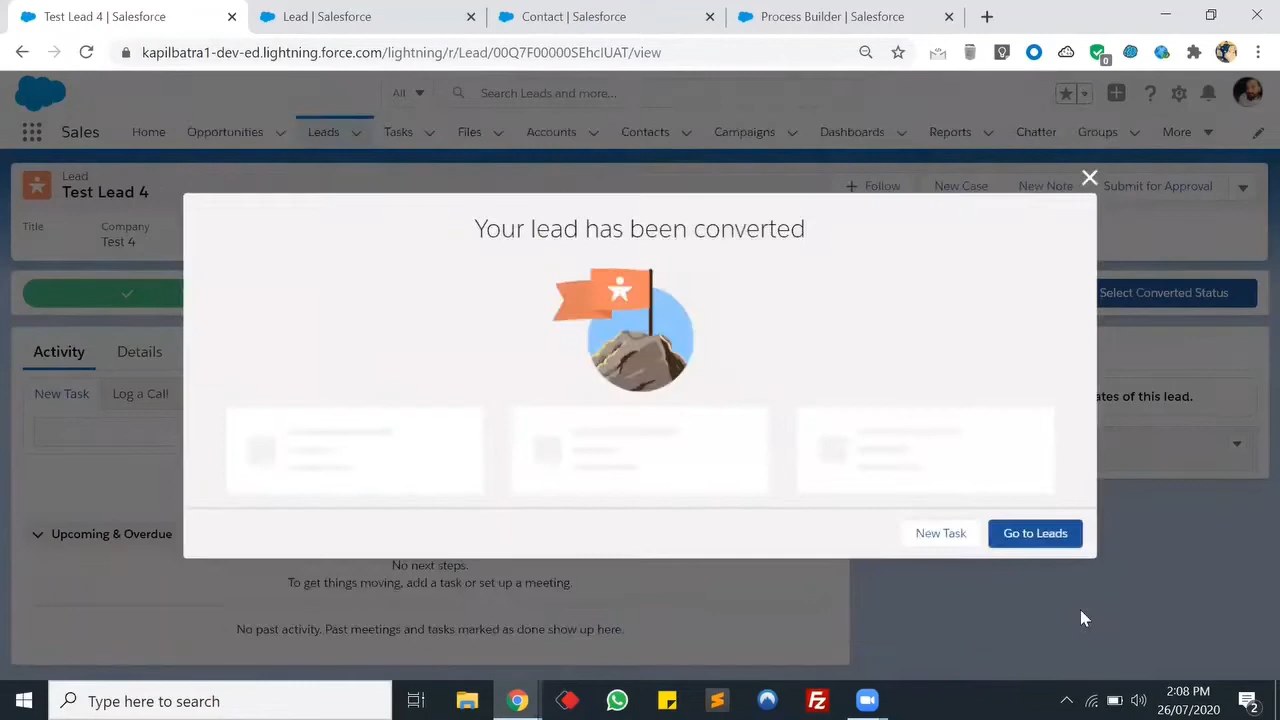 Test Lead 4 | Salesforce
Lead | Salesforce
Contact | Salesforce
Process Builder | Salesforce
kapilbatra1-dev-ed.lightning.force.com/lightning/r/Lead/00Q7F00000SEhcIUAT/view
0
All
Search Leads and more...
Sales
Home
Opportunities
Leads
Tasks
Files
Accounts
Contacts
Campaigns
Dashboards
Reports
Chatter
Groups
More
Lead
Test Lead 4
+ Follow
New Case
New Note
Submit for Approval
Title
Company
Test 4
Your lead has been converted
Select Converted Status
Activity
Details
New Task
Log a Call
ates of this lead.
Upcoming & Overdue
New Task
Go to Leads
No next steps.
To get things moving, add a task or set up a meeting.
No past activity. Past meetings and tasks marked as done show up here.
Type here to search
2:08 PM
26/07/2020
2